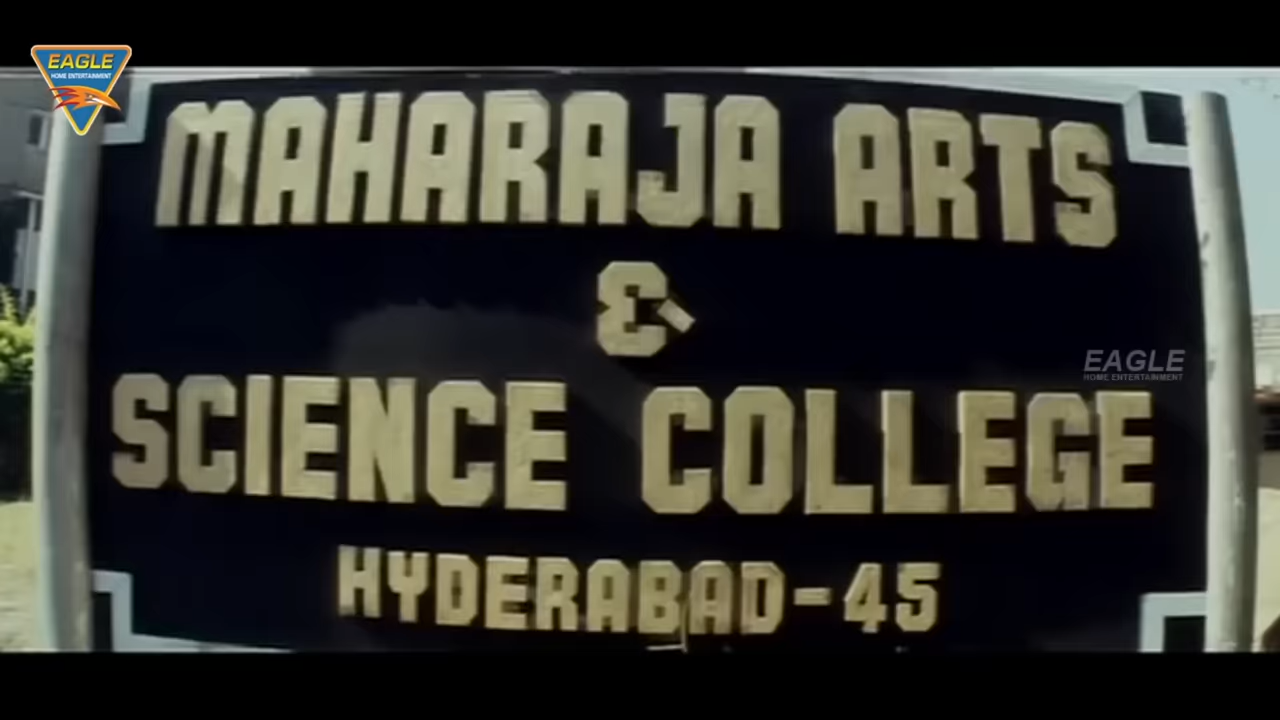 EAGLE
HOME ENTERTAINMENT
MAHARAJA ARTS
&
SCIENCE COLLEGE
EAGLE
HOME ENTERTAINMENT
HYDERABAD-45